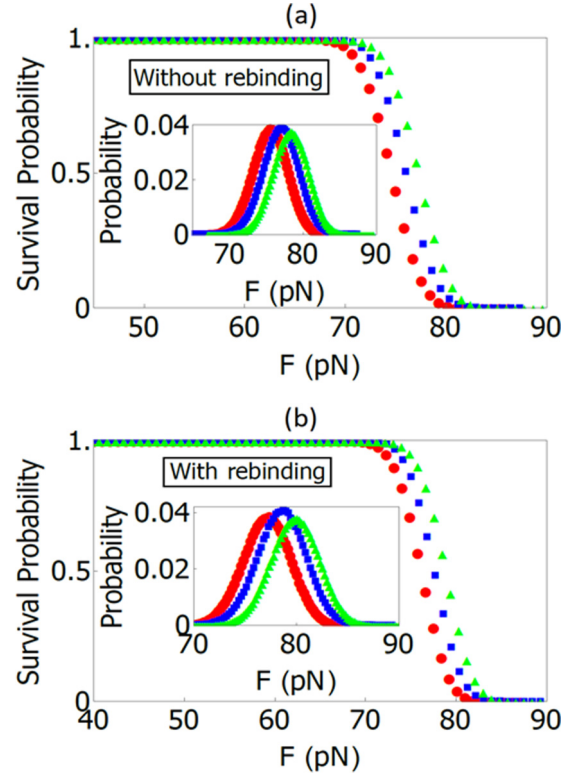 (a)
1.
Survival Probability
0.5
0
Without rebinding
0.04
0.02
0
Probability
70 80 90
F (pN)
50 60 70 80 90
F (pN)
(b)
1.
Survival Probability
0.5
0
With rebinding
0.04
0.02
0
Probability
70 80 90
F (pN)
40 50 60 70 80 90
F (pN)